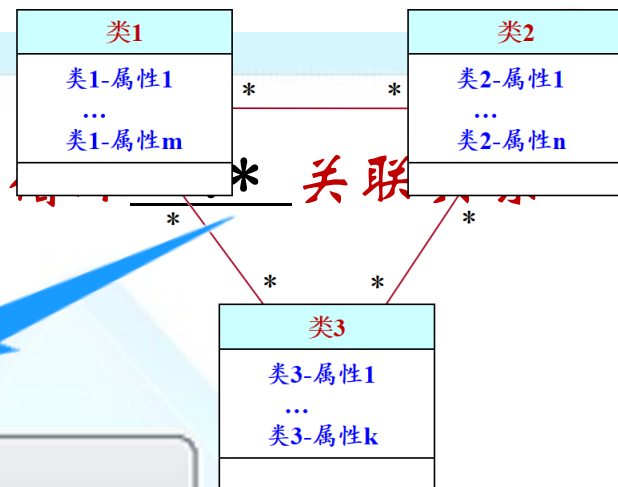 类1
类1-属性1
...
类1-属性m
类2
类2-属性1
...
类2-属性n
*
*
* 关联
*
*
*
*
类3
类3-属性1
...
类3-属性k